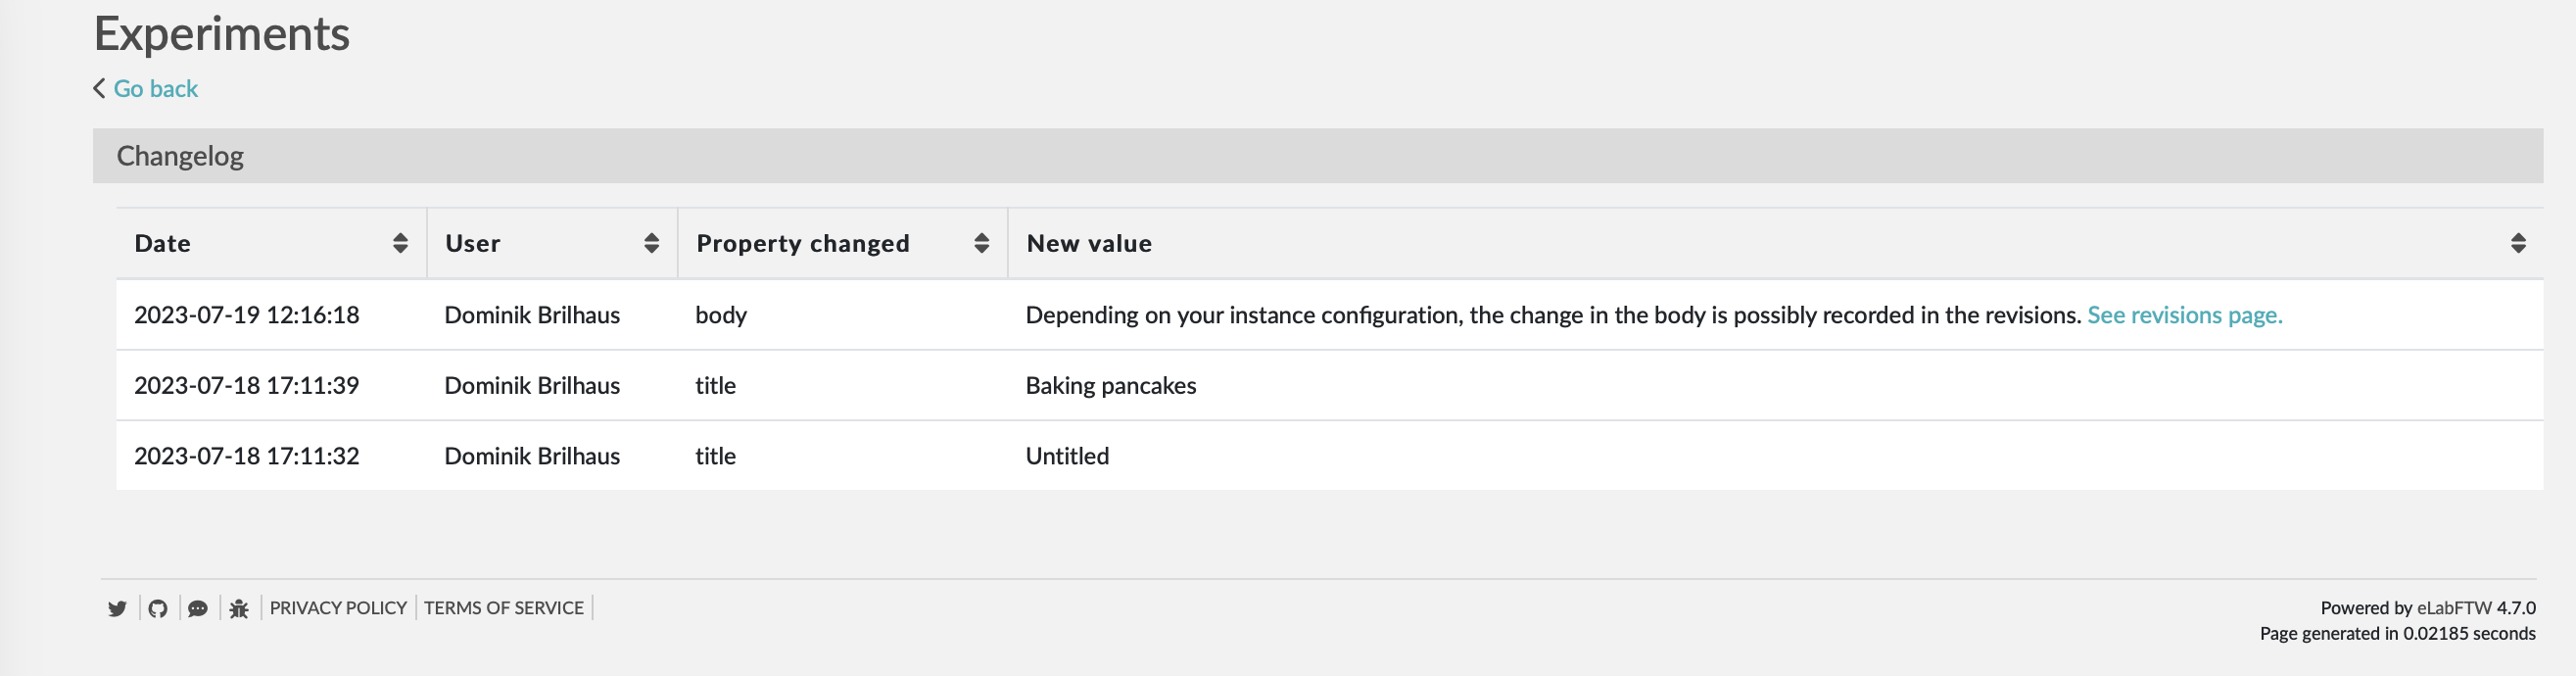 Experiments
Go back
Changelog
Date User Property changed New value
2023-07-19 12:16:18 Dominik Brilhaus body Depending on your instance configuration, the change in the body is possibly recorded in the revisions. See revisions page.
2023-07-18 17:11:39 Dominik Brilhaus title Baking pancakes
2023-07-18 17:11:32 Dominik Brilhaus title Untitled
PRIVACY POLICY TERMS OF SERVICE Powered by eLabFTW 4.7.0
Page generated in 0.02185 seconds